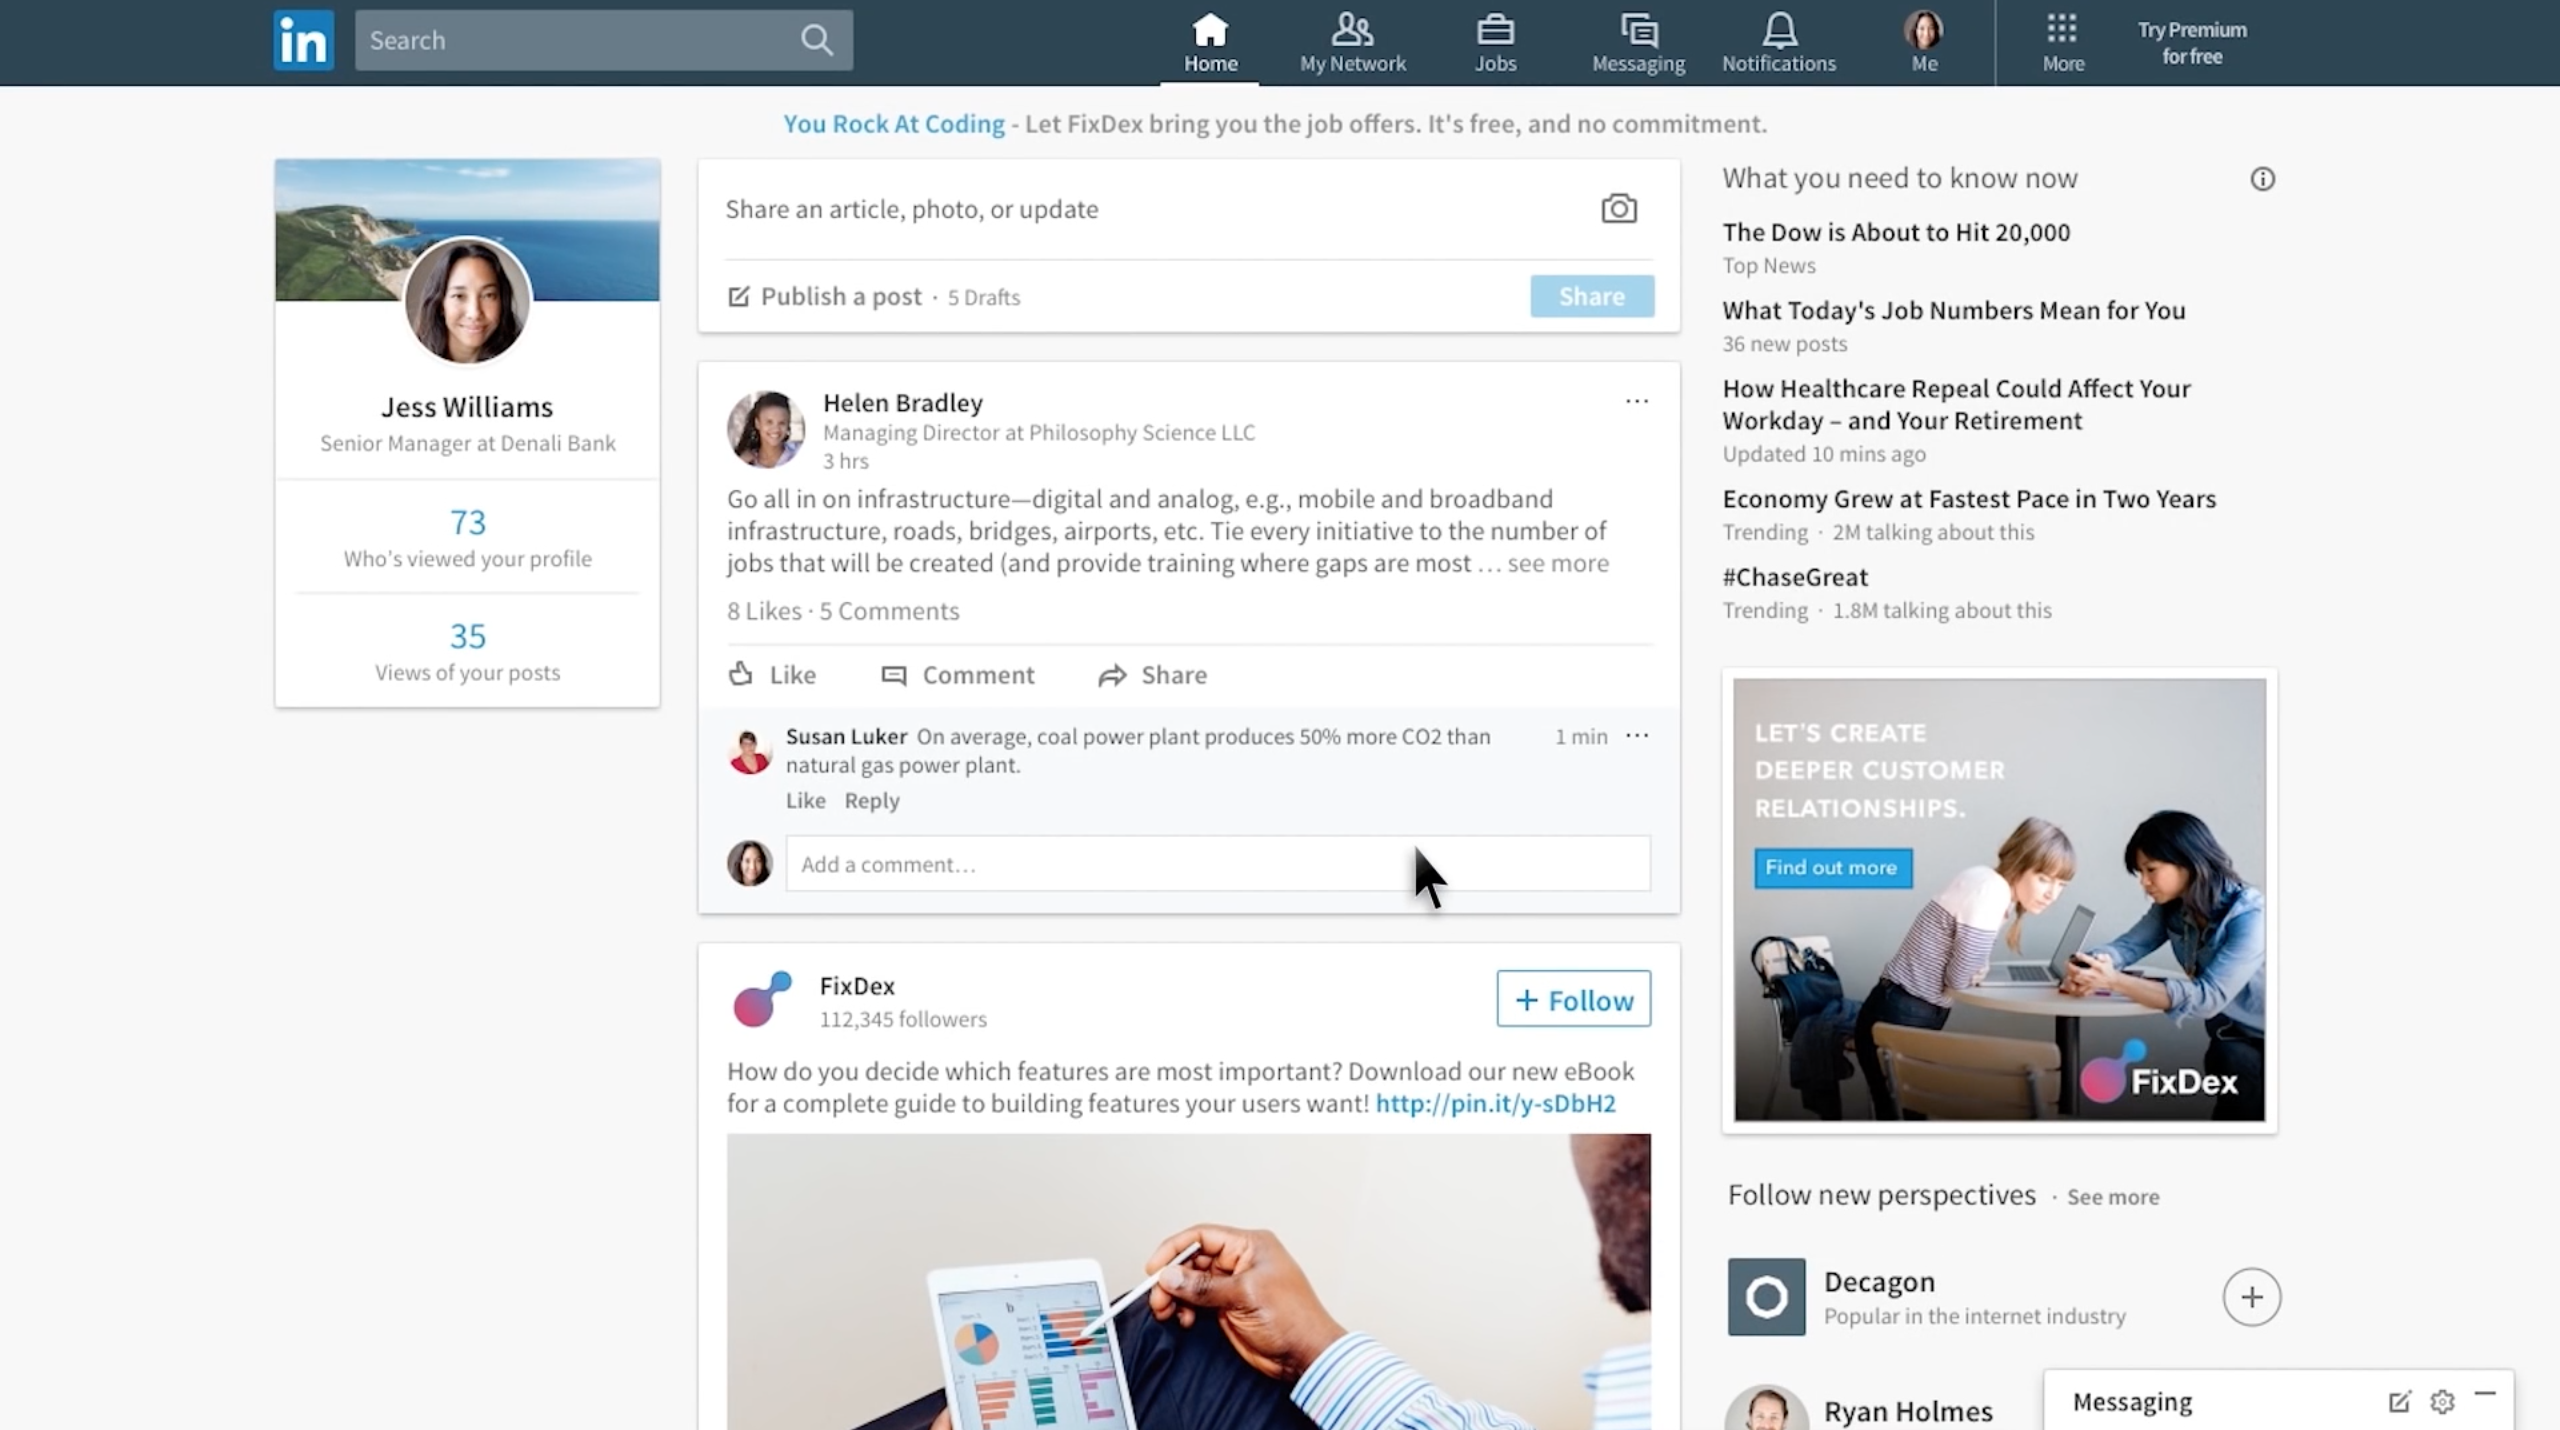 in
Search
Home
My Network
Jobs
Messaging
Notifications
Me
More
Try Premium
for free
You Rock At Coding - Let FixDex bring you the job offers. It's free, and no commitment.
Jess Williams
Senior Manager at Denali Bank
73
Who's viewed your profile
35
Views of your posts
Share an article, photo, or update
Publish a post · 5 Drafts
Share
Helen Bradley
Managing Director at Philosophy Science LLC
3 hrs
Go all in on infrastructure—digital and analog, e.g., mobile and broadband
infrastructure, roads, bridges, airports, etc. Tie every initiative to the number of
jobs that will be created (and provide training where gaps are most … see more
8 Likes · 5 Comments
Like
Comment
Share
Susan Luker On average, coal power plant produces 50% more CO2 than
natural gas power plant.
1 min
Like Reply
Add a comment…
FixDex
112,345 followers
+ Follow
How do you decide which features are most important? Download our new eBook
for a complete guide to building features your users want! http://pin.it/y-sDbH2
What you need to know now
The Dow is About to Hit 20,000
Top News
What Today's Job Numbers Mean for You
36 new posts
How Healthcare Repeal Could Affect Your
Workday – and Your Retirement
Updated 10 mins ago
Economy Grew at Fastest Pace in Two Years
Trending · 2M talking about this
#ChaseGreat
Trending · 1.8M talking about this
LET'S CREATE
DEEPER CUSTOMER
RELATIONSHIPS.
Find out more
FixDex
Follow new perspectives · See more
Decagon
Popular in the internet industry
Ryan Holmes
Messaging